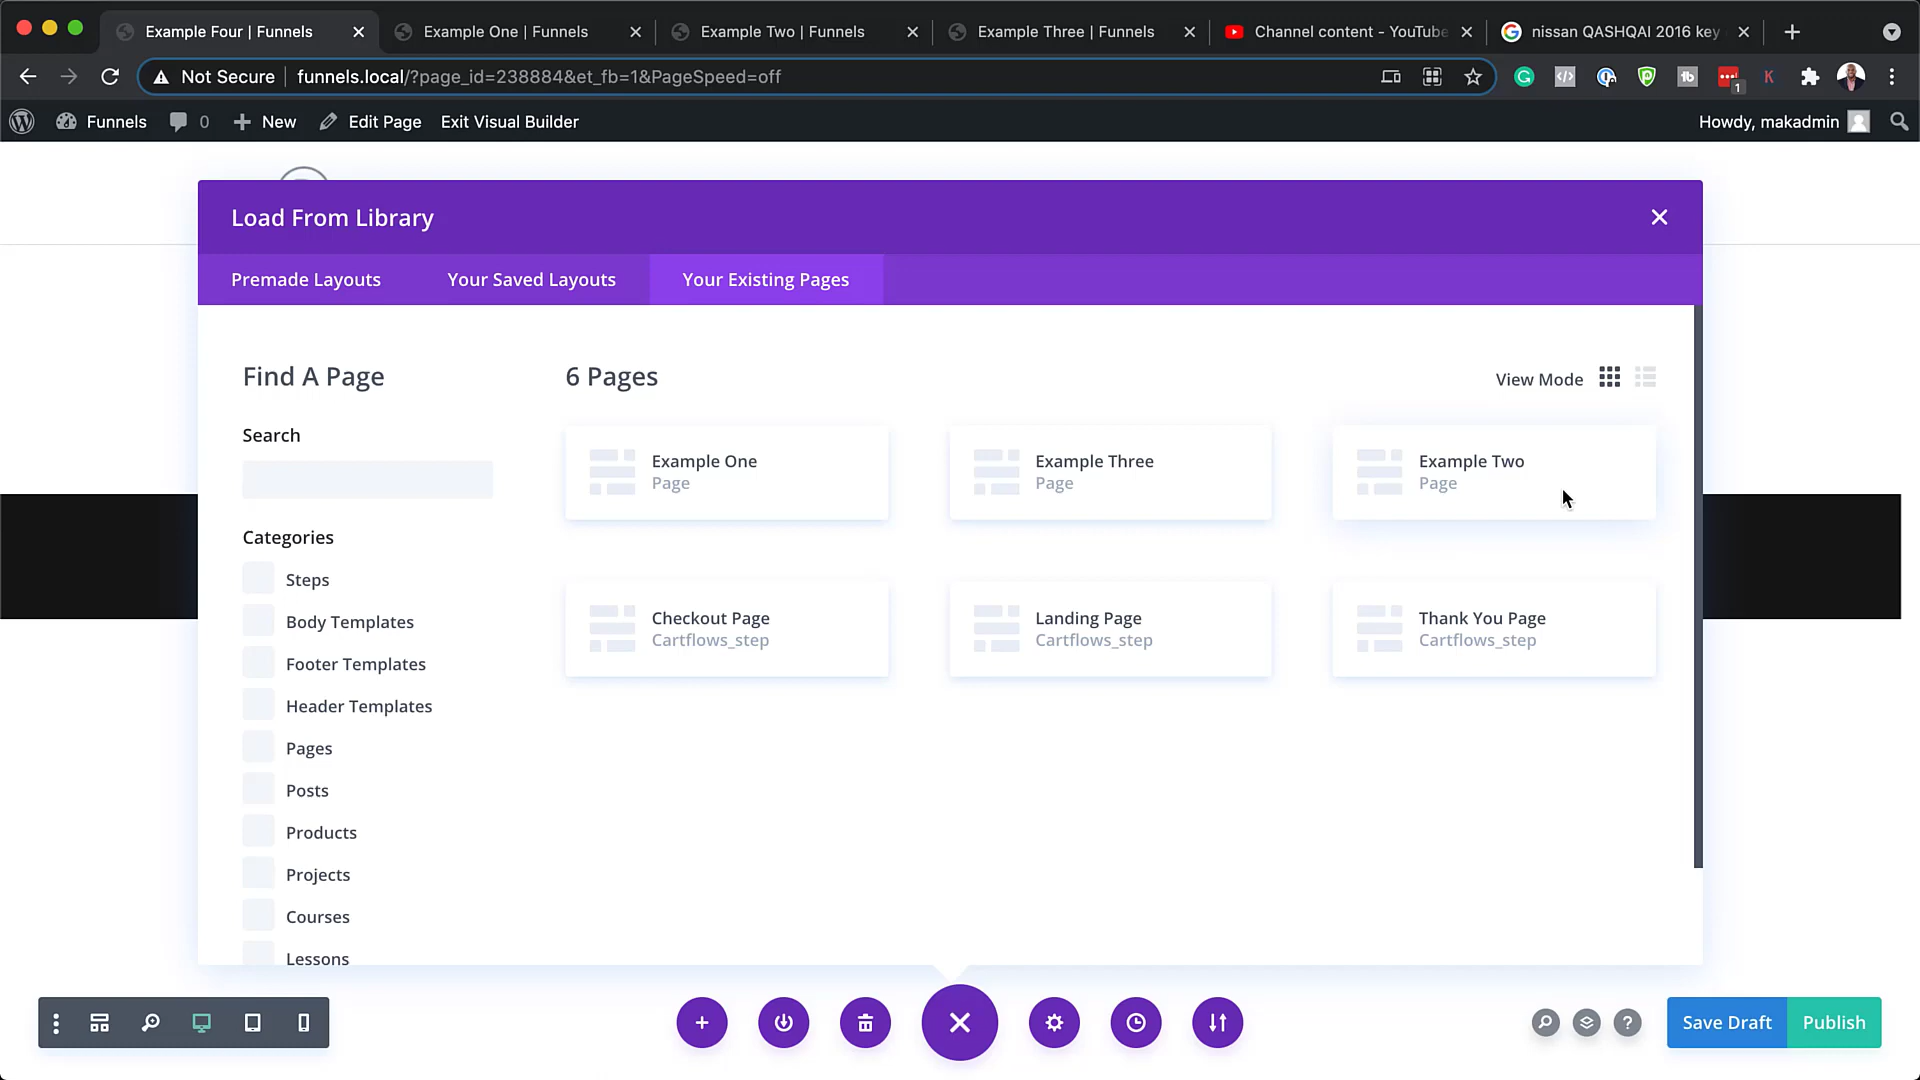 Example Four | Funnels
Example One | Funnels
Example Two | Funnels
Example Three | Funnels
Channel content - YouTube
nissan QASHQAI 2016 key
Not Secure
funnels.local/?page_id=238884&et_fb=1&PageSpeed=off
1
Funnels
0
New
Edit Page
Exit Visual Builder
Howdy, makadmin
Load From Library
Premade Layouts
Your Saved Layouts
Your Existing Pages
Find A Page
6 Pages
View Mode
Search
Example One
Page
Example Three
Page
Example Two
Page
Categories
Steps
Body Templates
Footer Templates
Header Templates
Pages
Posts
Products
Projects
Courses
Lessons
Checkout Page
Cartflows_step
Landing Page
Cartflows_step
Thank You Page
Cartflows_step
Save Draft
Publish